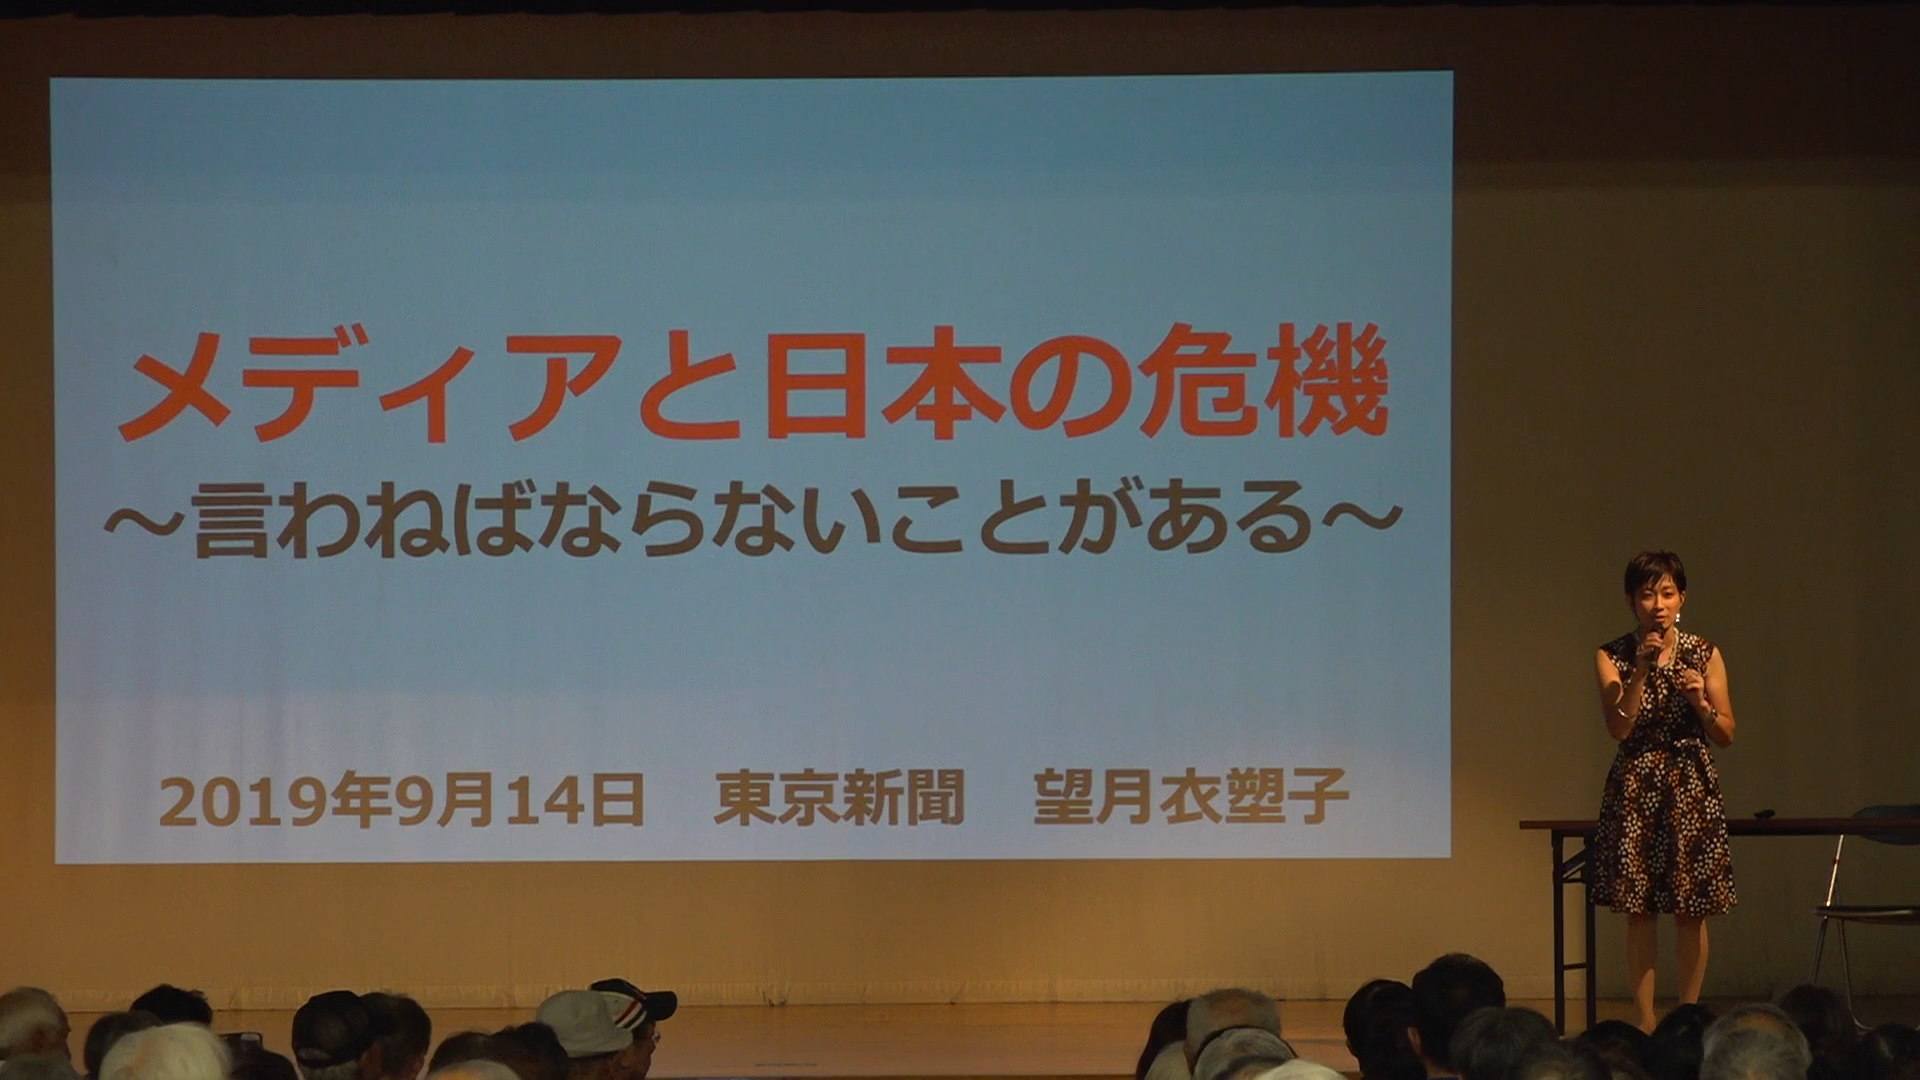 メディアと日本の危機
～言わねばならないことがある～
2019年9月14日　東京新聞　望月衣塑子